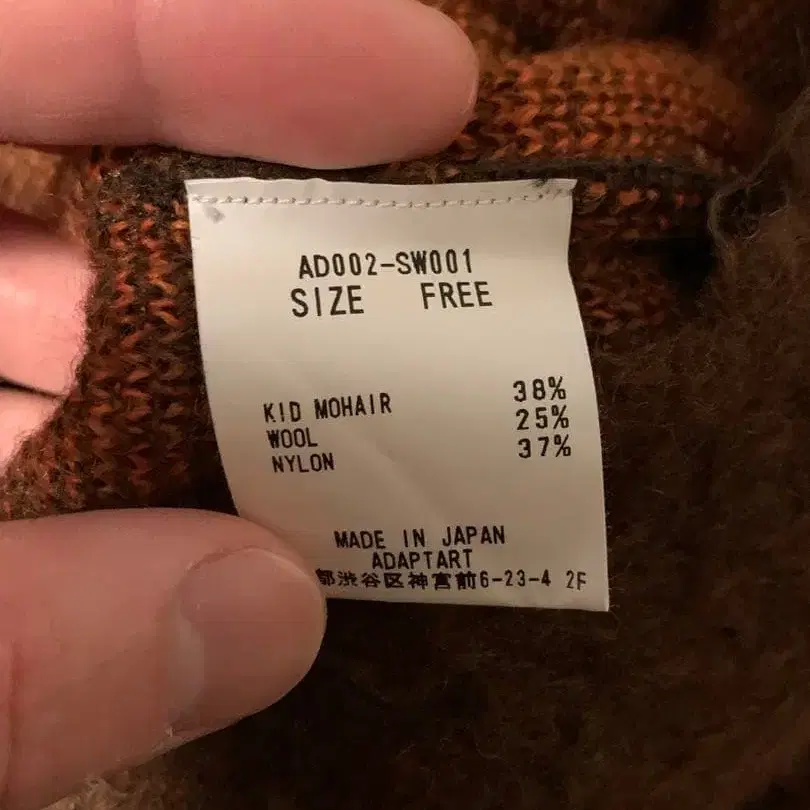 AD002-SW001
SIZE FREE
KID MOHAIR 38%
WOOL 25%
NYLON 37%
MADE IN JAPAN
ADAPTART
都渋谷区神宮前6-23-4 2F